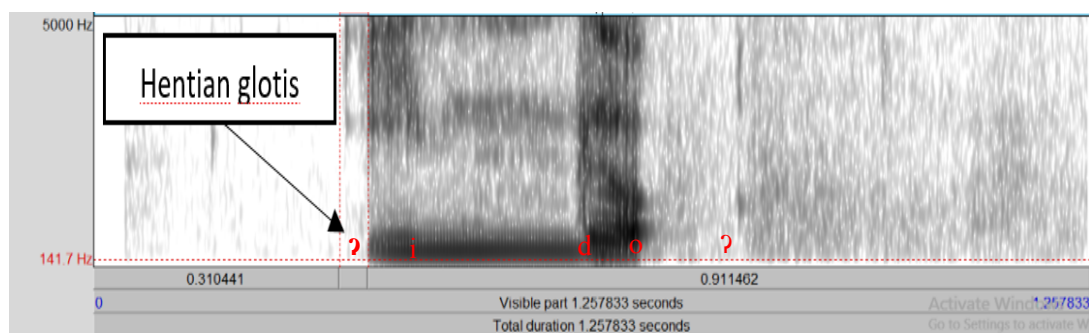 5000 Hz
Hentian glotis
ʔ i d o ʔ
141.7 Hz
0.310441 0.911462
0 Visible part 1.257833 seconds 1.257833
Total duration 1.257833 seconds
Activate Windows
Go to Settings to activate W